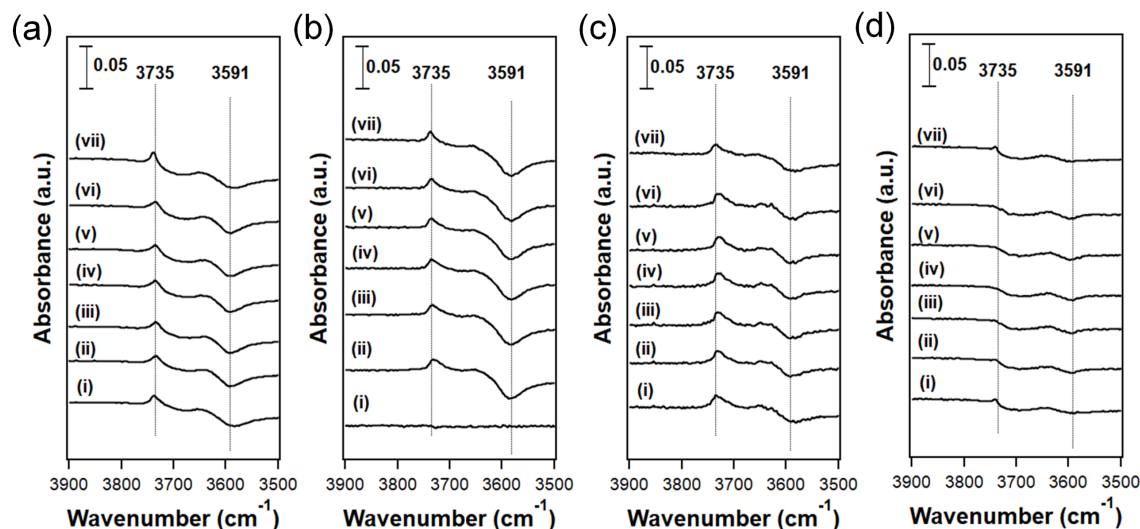 (a)
0.05
3735
3591
(vii)
(vi)
(v)
(iv)
(iii)
(ii)
(i)
Absorbance (a.u.)
3900 3800 3700 3600 3500
Wavenumber (cm⁻¹)
(b)
0.05
3735
3591
(vii)
(vi)
(v)
(iv)
(iii)
(ii)
(i)
Absorbance (a.u.)
3900 3800 3700 3600 3500
Wavenumber (cm⁻¹)
(c)
0.05
3735
3591
(vii)
(vi)
(v)
(iv)
(iii)
(ii)
(i)
Absorbance (a.u.)
3900 3800 3700 3600 3500
Wavenumber (cm⁻¹)
(d)
0.05
3735
3591
(vii)
(vi)
(v)
(iv)
(iii)
(ii)
(i)
Absorbance (a.u.)
3900 3800 3700 3600 3500
Wavenumber (cm⁻¹)